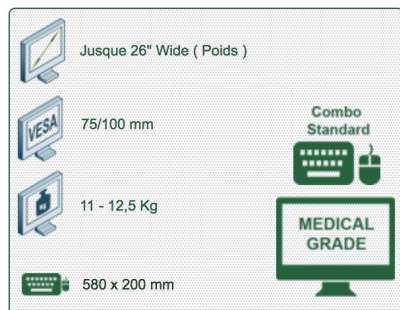 Jusque 26" Wide ( Poids )
VESA
75/100 mm
KG
11 - 12,5 Kg
580 x 200 mm
Combo
Standard
MEDICAL
GRADE